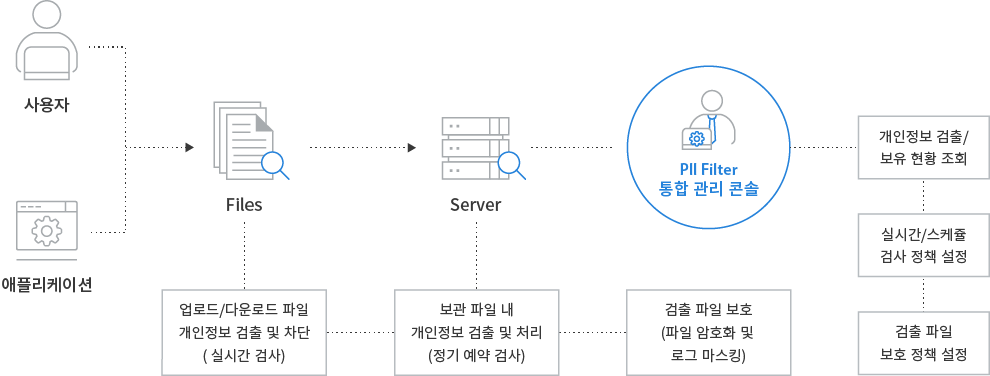 사용자
애플리케이션
Files
Server
PII Filter
통합 관리 콘솔
개인정보 검출/
보유 현황 조회
실시간/스케쥴
검사 정책 설정
검출 파일
보호 정책 설정
업로드/다운로드 파일
개인정보 검출 및 차단
( 실시간 검사)
보관 파일 내
개인정보 검출 및 처리
(정기 예약 검사)
검출 파일 보호
(파일 암호화 및
로그 마스킹)